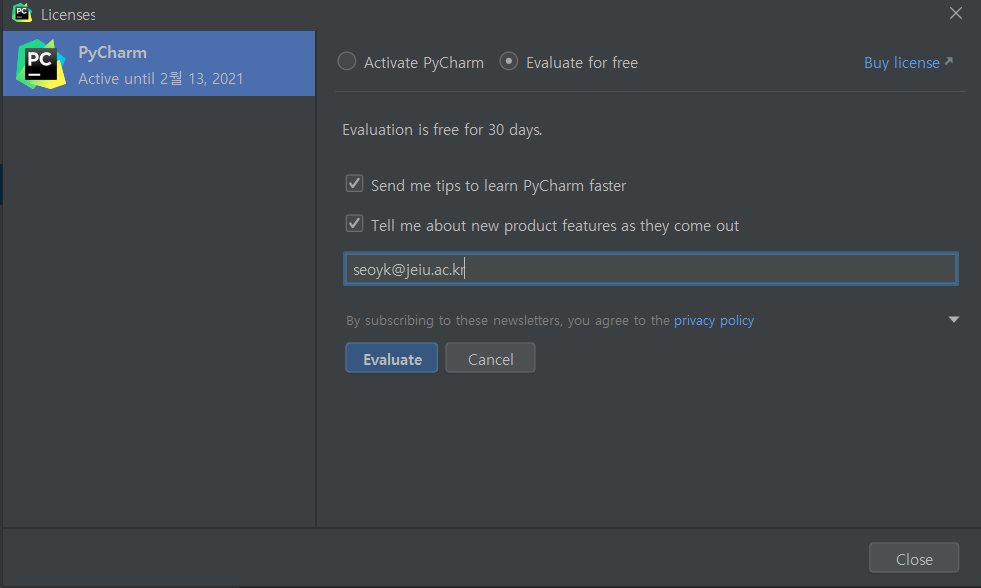 PC Licenses
PC PyCharm
Active until 2월 13, 2021
Activate PyCharm Evaluate for free Buy license
Evaluation is free for 30 days.
Send me tips to learn PyCharm faster
Tell me about new product features as they come out
seoyk@jeiu.ac.kr
By subscribing to these newsletters, you agree to the privacy policy
Evaluate Cancel
Close